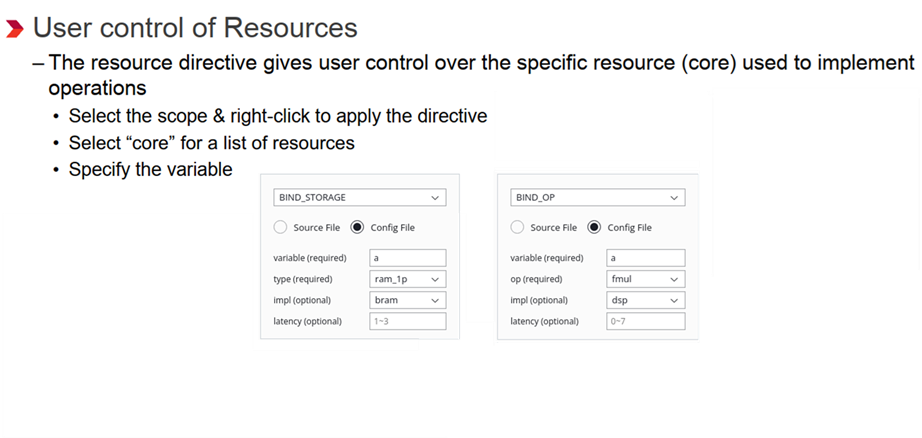 User control of Resources
– The resource directive gives user control over the specific resource (core) used to implement
operations
• Select the scope & right-click to apply the directive
• Select “core” for a list of resources
• Specify the variable
BIND_STORAGE
Source File Config File
variable (required) a
type (required) ram_1p
impl (optional) bram
latency (optional) 1~3
BIND_OP
Source File Config File
variable (required) a
op (required) fmul
impl (optional) dsp
latency (optional) 0~7